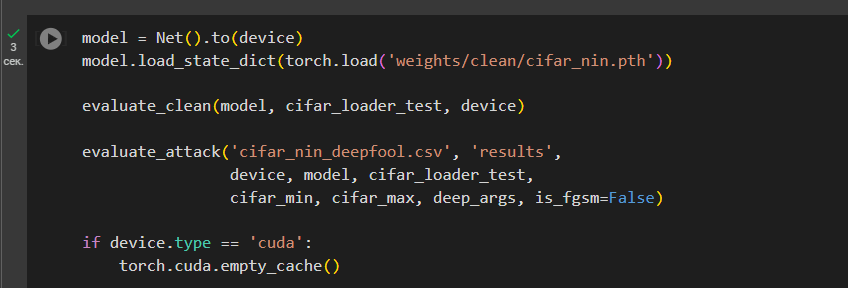 model = Net().to(device)
3
model.load_state_dict(torch.load('weights/clean/cifar_nin.pth'))
сек.
evaluate_clean(model, cifar_loader_test, device)
evaluate_attack('cifar_nin_deepfool.csv', 'results',
device, model, cifar_loader_test,
cifar_min, cifar_max, deep_args, is_fgsm=False)
if device.type == 'cuda':
torch.cuda.empty_cache()